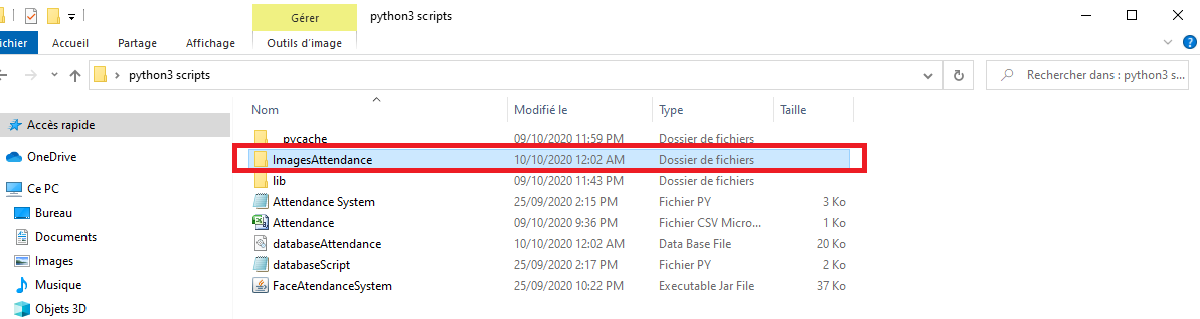 Gérer python3 scripts
ichier Accueil Partage Affichage Outils d'image
python3 scripts Rechercher dans : python3 s...
Nom Modifié le Type Taille
Accès rapide
OneDrive
Ce PC
Bureau
Documents
Images
Musique
Objets 3D
__pycache__ 09/10/2020 11:59 PM Dossier de fichiers
ImagesAttendance 10/10/2020 12:02 AM Dossier de fichiers
lib 09/10/2020 11:43 PM Dossier de fichiers
Attendance System 25/09/2020 2:15 PM Fichier PY 3 Ko
Attendance 09/10/2020 9:36 PM Fichier CSV Micro... 1 Ko
databaseAttendance 10/10/2020 12:02 AM Data Base File 20 Ko
databaseScript 25/09/2020 2:17 PM Fichier PY 2 Ko
FaceAtendanceSystem 25/09/2020 10:22 PM Executable Jar File 37 Ko